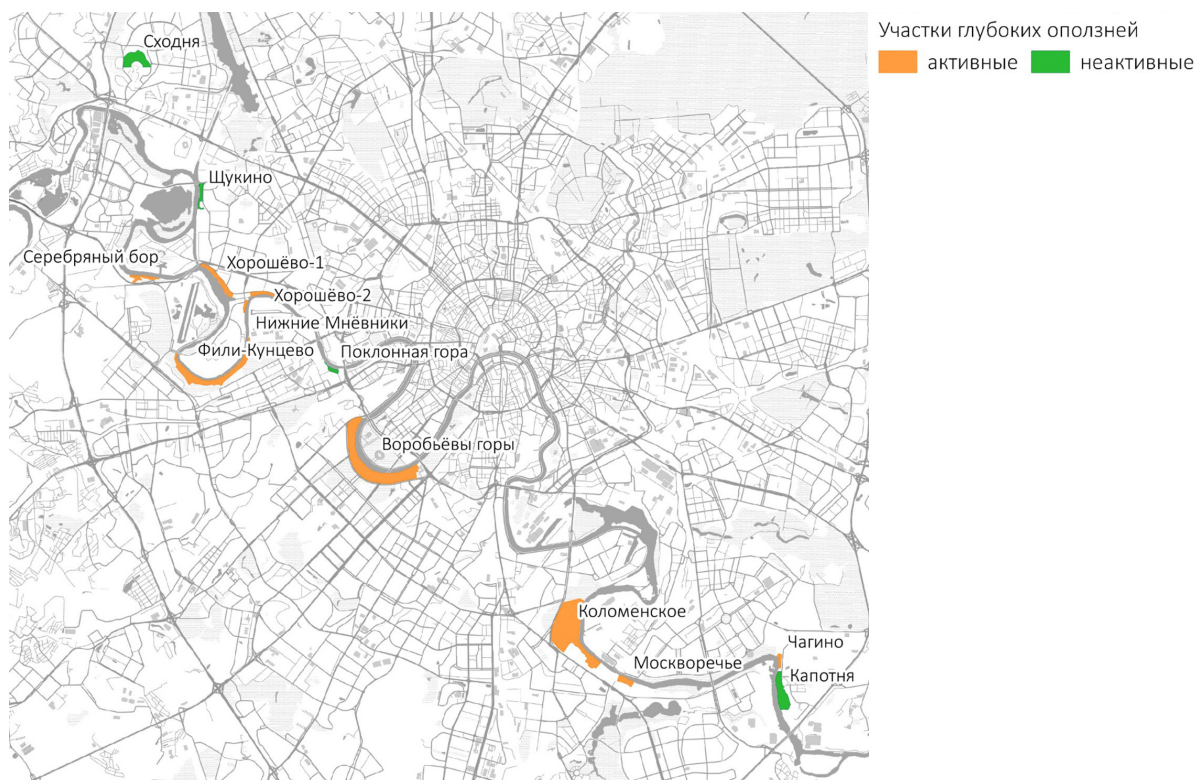 Участки глубоких оползней
активные
неактивные
Сходня
Щукино
Серебряный бор
Хорошёво-1
Хорошёво-2
Нижние Мнёвники
Фили-Кунцево
Поклонная гора
Воробьёвы горы
Коломенское
Москворечье
Чагино
Капотня